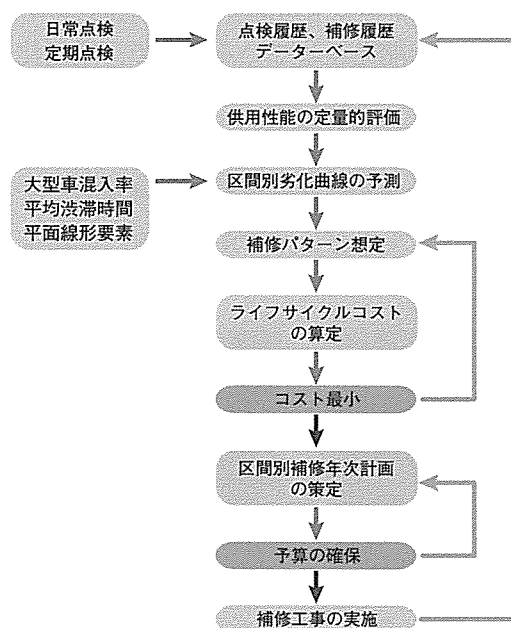 日常点検
定期点検
点検履歴、補修履歴
データーベース
供用性能の定量的評価
大型車混入率
平均渋滞時間
平面線形要素
区間別劣化曲線の予測
補修パターン想定
ライフサイクルコスト
の算定
コスト最小
区間別補修年次計画
の策定
予算の確保
補修工事の実施